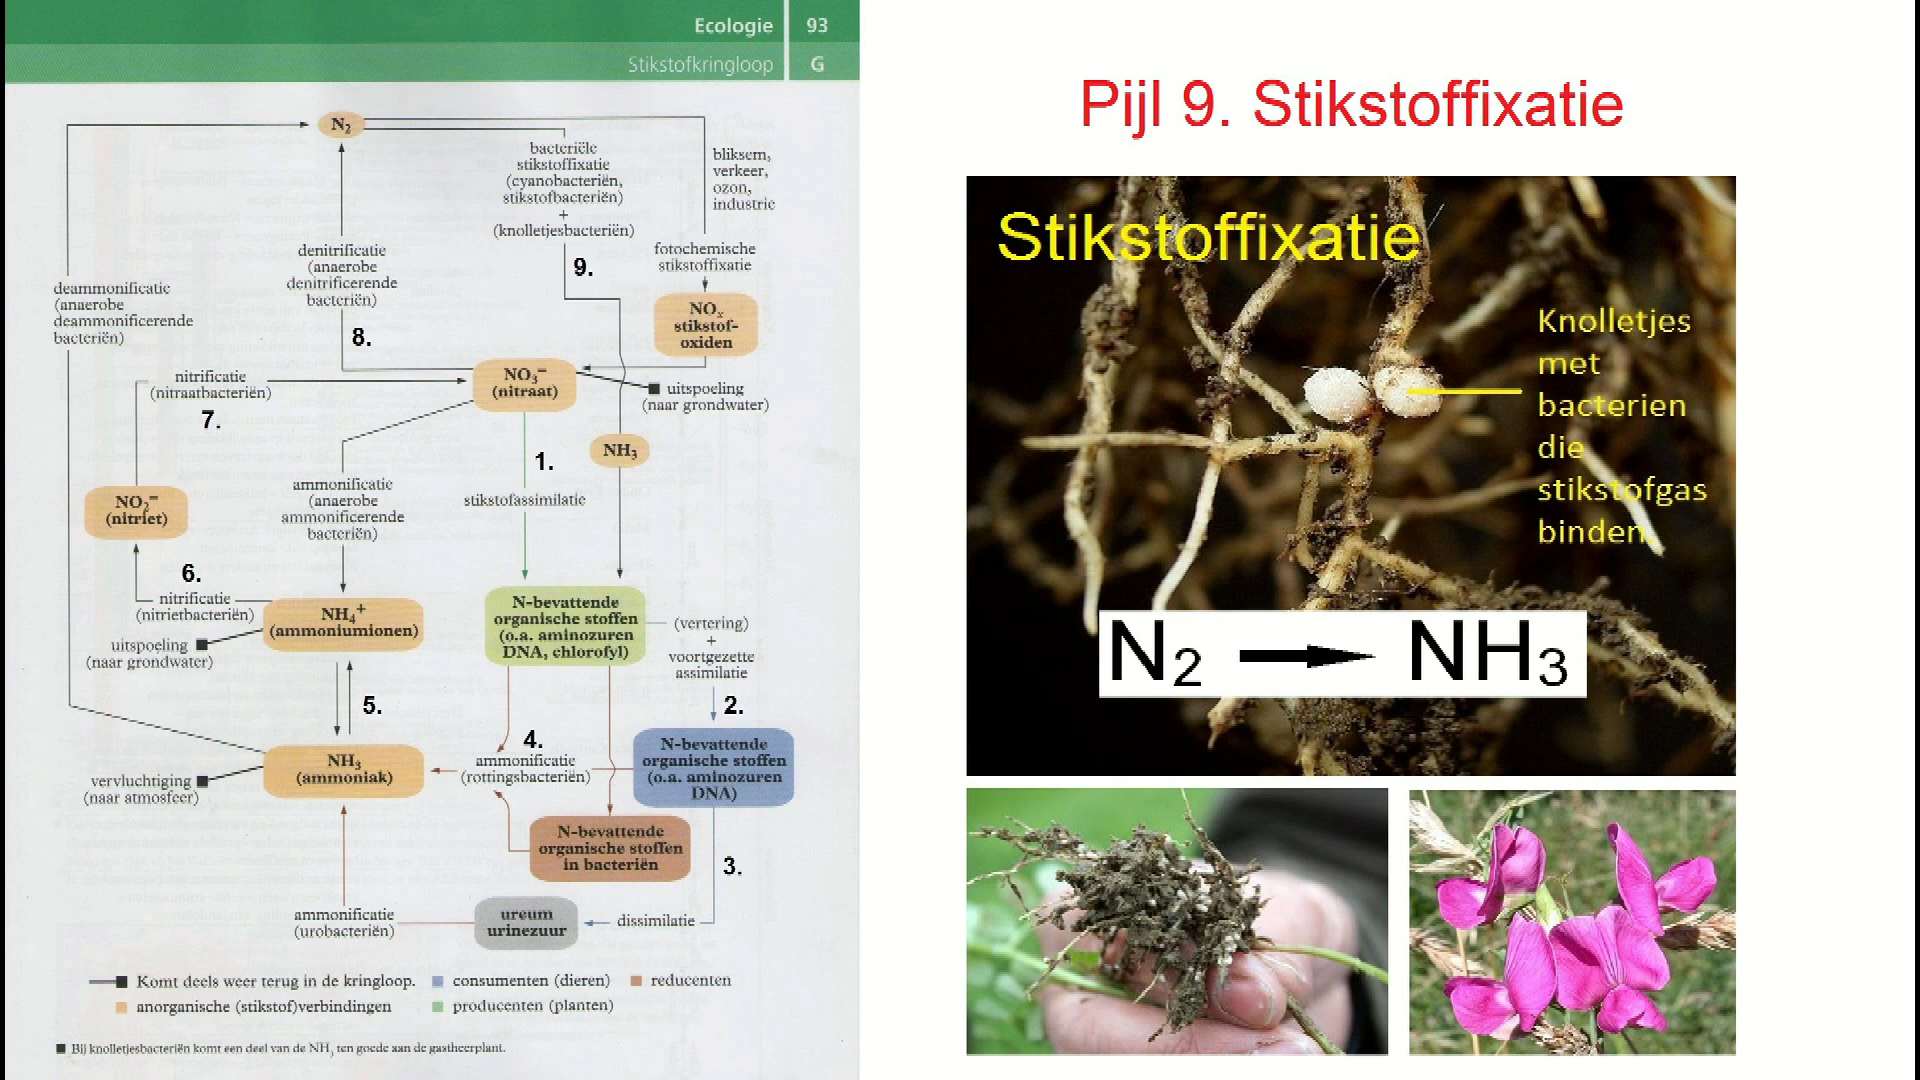 Ecologie 93
Stikstofkringloop G
N₂
bacteriële
stikstoffixatie
(cyanobacteriën,
stikstofbacteriën)
+
(knolletjesbacteriën)
bliksem,
verkeer,
ozon,
industrie
denitrificatie
(anaerobe
denitrificerende
bacteriën)
9.
fotochemische
stikstoffixatie
deammonificatie
(anaerobe
deammonificerende
bacteriën)
NOₓ
stikstof-
oxiden
8.
nitrificatie
(nitraatbacteriën)
7.
NO₃⁻
(nitraat)
uitspoeling
(naar grondwater)
NH₃
1.
ammonificatie
(anaerobe
ammonificerende
bacteriën)
stikstofassimilatie
NO₂⁻
(nitriet)
6.
nitrificatie
(nitrietbacteriën)
NH₄⁺
(ammoniumionen)
uitspoeling
(naar grondwater)
N-bevattende
organische stoffen
(o.a. aminozuren
DNA, chlorofyl)
(vertering)
+
voortgezette
assimilatie
5.
2.
4.
ammonificatie
(rottingsbacteriën)
N-bevattende
organische stoffen
(o.a. aminozuren
DNA)
NH₃
(ammoniak)
vervluchtiging
(naar atmosfeer)
N-bevattende
organische stoffen
in bacteriën
3.
ammonificatie
(urobacteriën)
ureum
urinezuur
dissimilatie
Komt deels weer terug in de kringloop.
consumenten (dieren)
reducenten
anorganische (stikstof)verbindingen
producenten (planten)
Bij knolletjesbacteriën komt een deel van de NH₃ ten goede aan de gastheerplant.
Pijl 9. Stikstoffixatie
Stikstoffixatie
Knolletjes
met
bacterien
die
stikstofgas
binden.
N₂ → NH₃